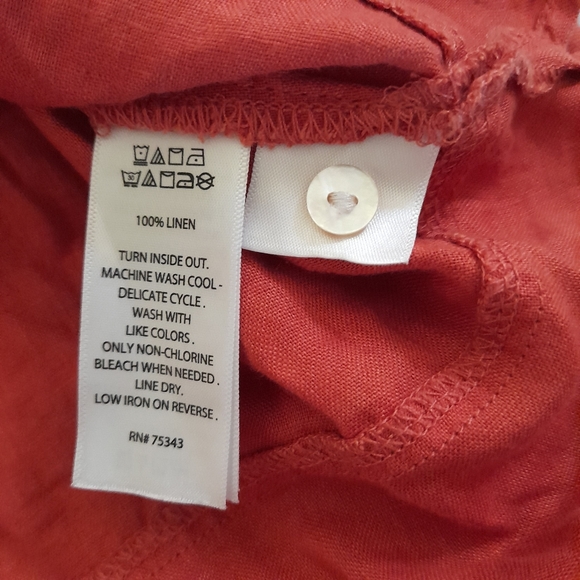 30
100% LINEN
TURN INSIDE OUT.
MACHINE WASH COOL -
DELICATE CYCLE .
WASH WITH
LIKE COLORS .
ONLY NON-CHLORINE
BLEACH WHEN NEEDED .
LINE DRY.
LOW IRON ON REVERSE .
RN# 75343